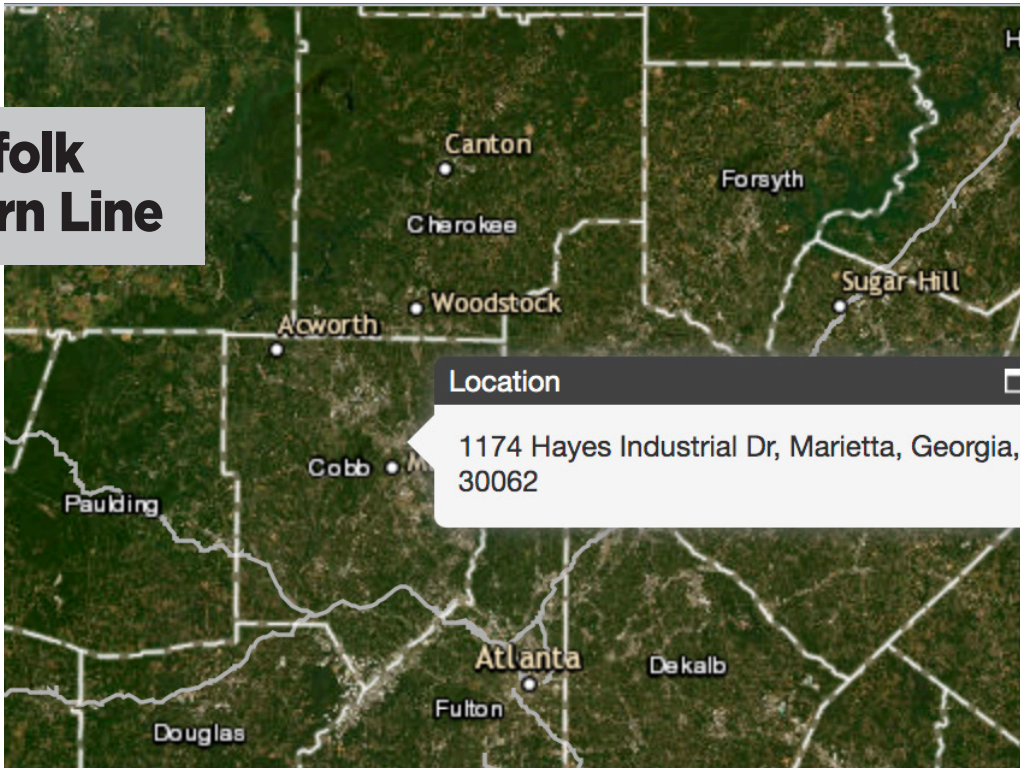 H
Canton
folk
rn Line
Forsyth
Cherokee
Sugar Hill
Woodstock
Acworth
Location
1174 Hayes Industrial Dr, Marietta, Georgia,
30062
Cobb
M
Paulding
Atlanta
Dekalb
Fulton
Douglas